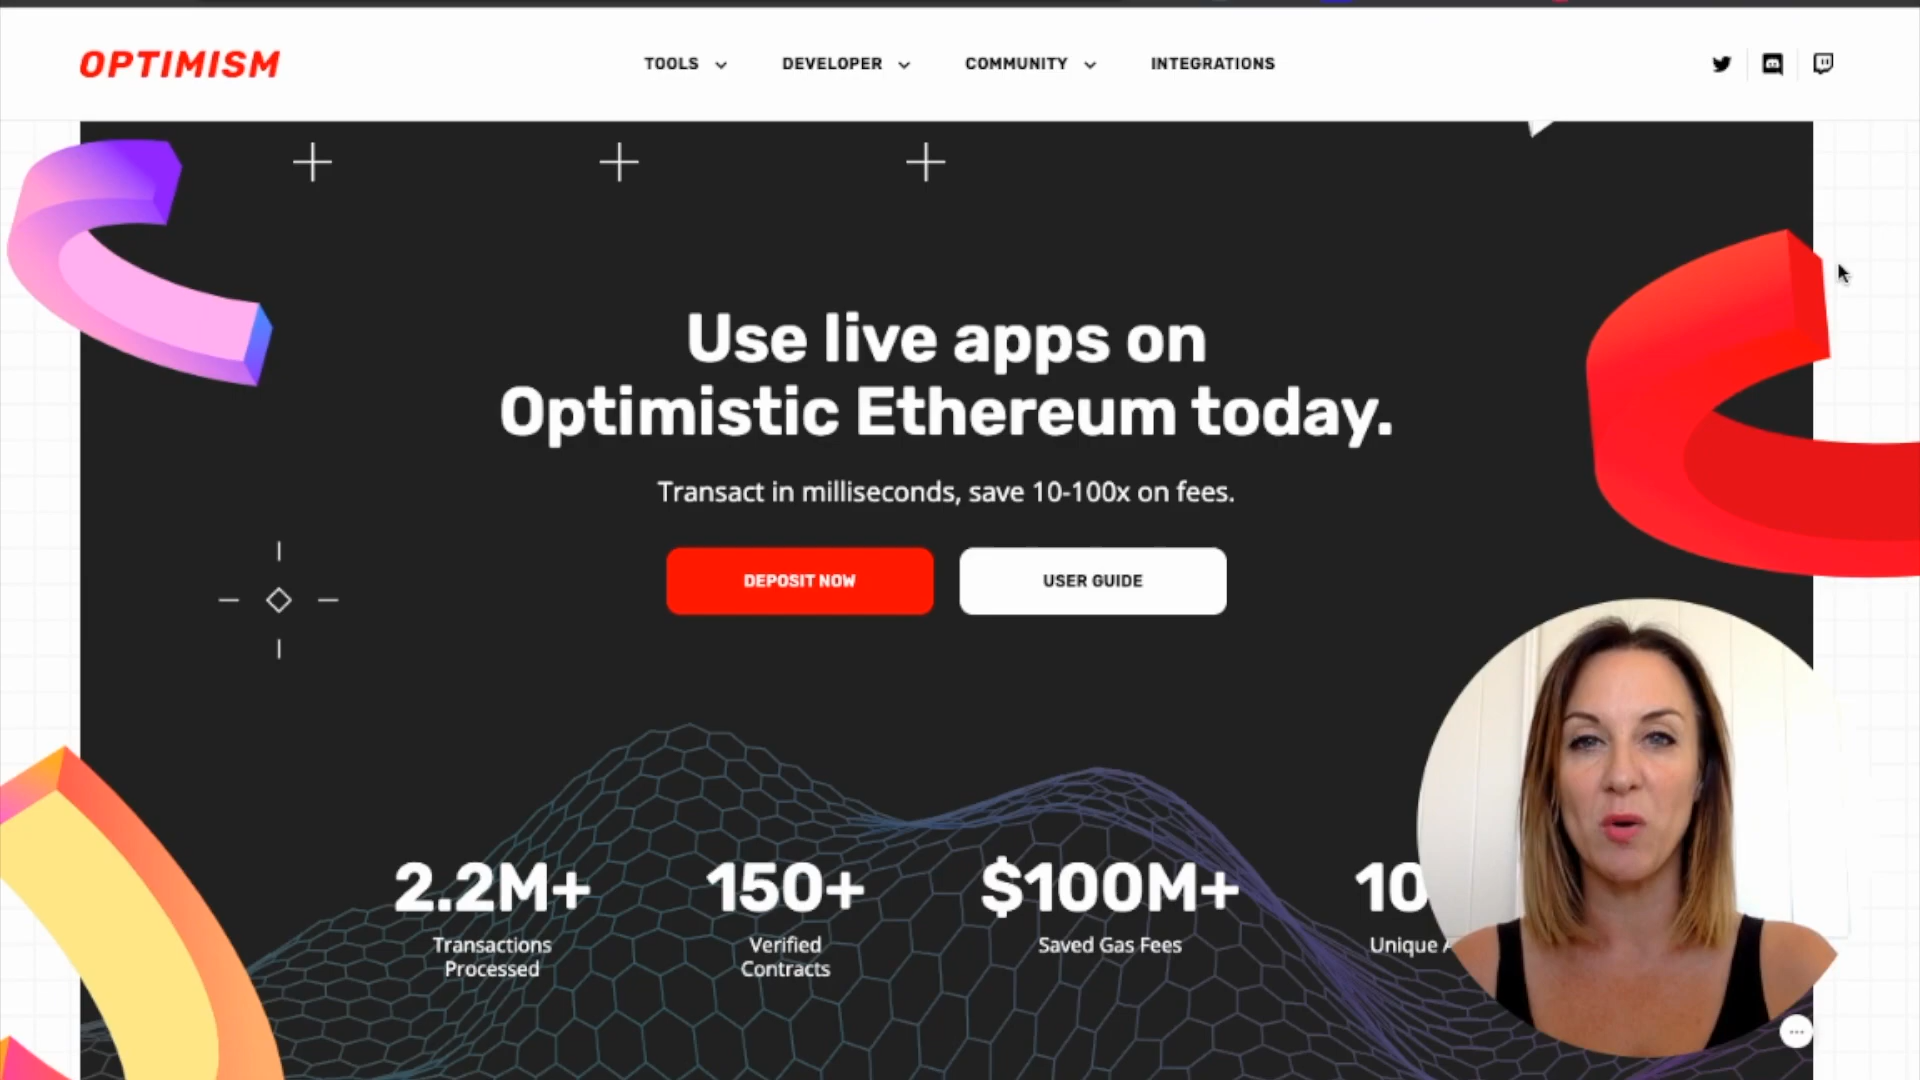 OPTIMISM
TOOLS
DEVELOPER
COMMUNITY
INTEGRATIONS
Use live apps on
Optimistic Ethereum today.
Transact in milliseconds, save 10-100x on fees.
DEPOSIT NOW
USER GUIDE
2.2M+
Transactions
Processed
150+
Verified
Contracts
$100M+
Saved Gas Fees
10
Unique